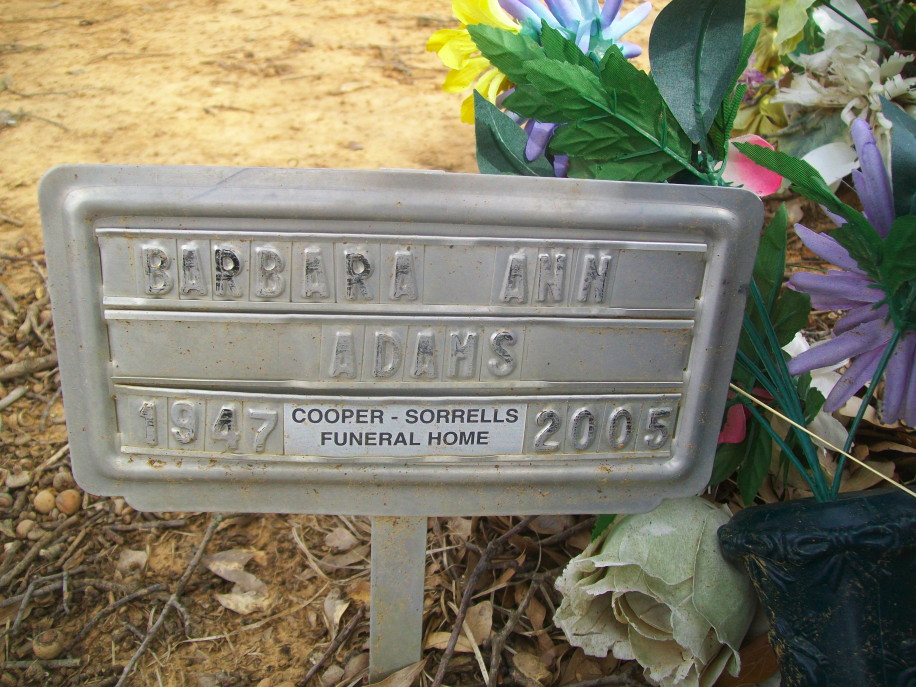 BARBARA ANN
ADAMS
1947 COOPER - SORRELLS FUNERAL HOME 2005